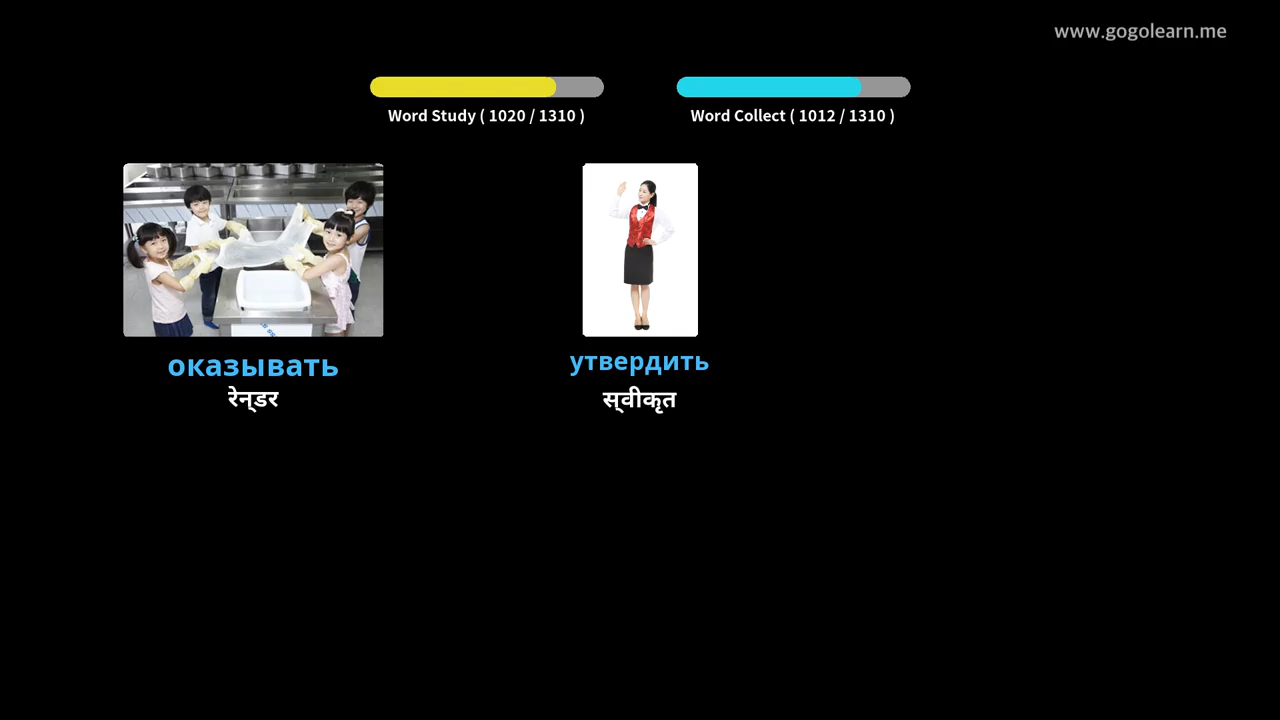 www.gogolearn.me
Word Study ( 1020 / 1310 )
Word Collect ( 1012 / 1310 )
оказывать
रेन्‌डर
утвердить
स्‌वीकृत